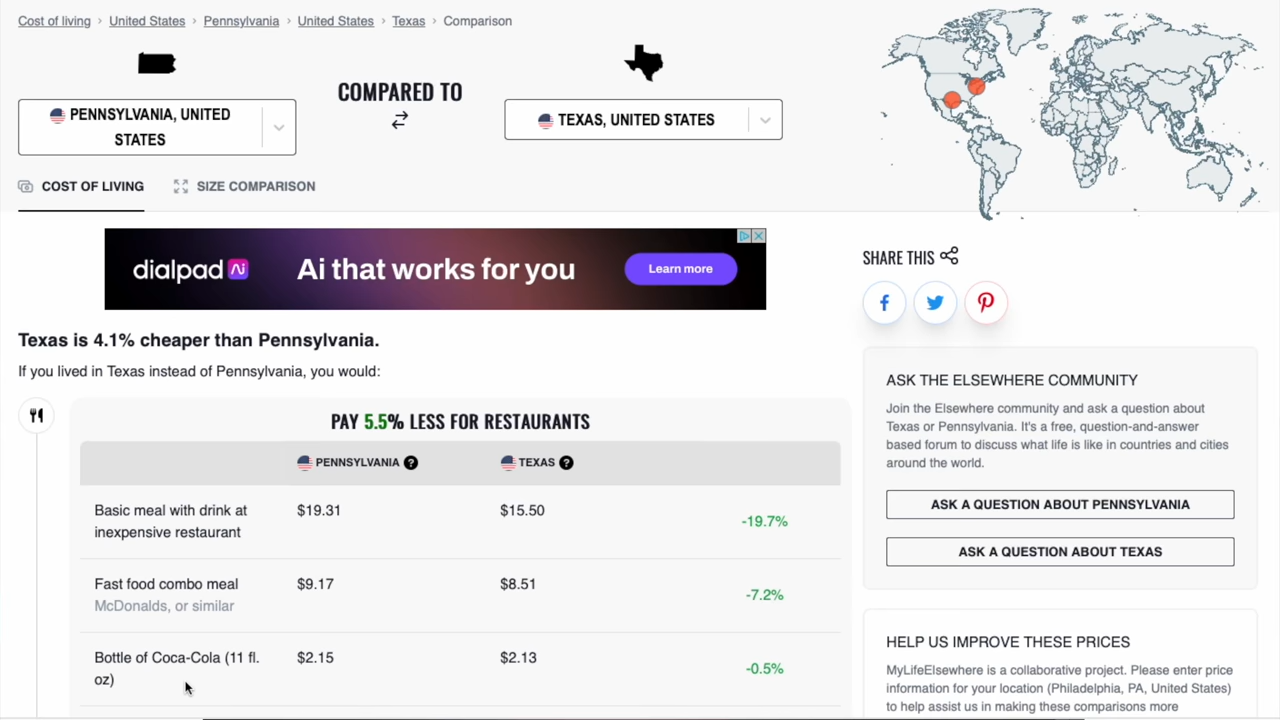 Cost of living › United States › Pennsylvania › United States › Texas › Comparison
COMPARED TO
PENNSYLVANIA, UNITED
STATES
TEXAS, UNITED STATES
COST OF LIVING
SIZE COMPARISON
dialpad Ai
Ai that works for you
Learn more
SHARE THIS
Texas is 4.1% cheaper than Pennsylvania.
If you lived in Texas instead of Pennsylvania, you would:
PAY 5.5% LESS FOR RESTAURANTS
PENNSYLVANIA ? TEXAS ?
Basic meal with drink at
inexpensive restaurant
$19.31 $15.50 -19.7%
Fast food combo meal
McDonalds, or similar
$9.17 $8.51 -7.2%
Bottle of Coca-Cola (11 fl.
oz)
$2.15 $2.13 -0.5%
ASK THE ELSEWHERE COMMUNITY
Join the Elsewhere community and ask a question about
Texas or Pennsylvania. It's a free, question-and-answer
based forum to discuss what life is like in countries and cities
around the world.
ASK A QUESTION ABOUT PENNSYLVANIA
ASK A QUESTION ABOUT TEXAS
HELP US IMPROVE THESE PRICES
MyLifeElsewhere is a collaborative project. Please enter price
information for your location (Philadelphia, PA, United States)
to help assist us in making these comparisons more